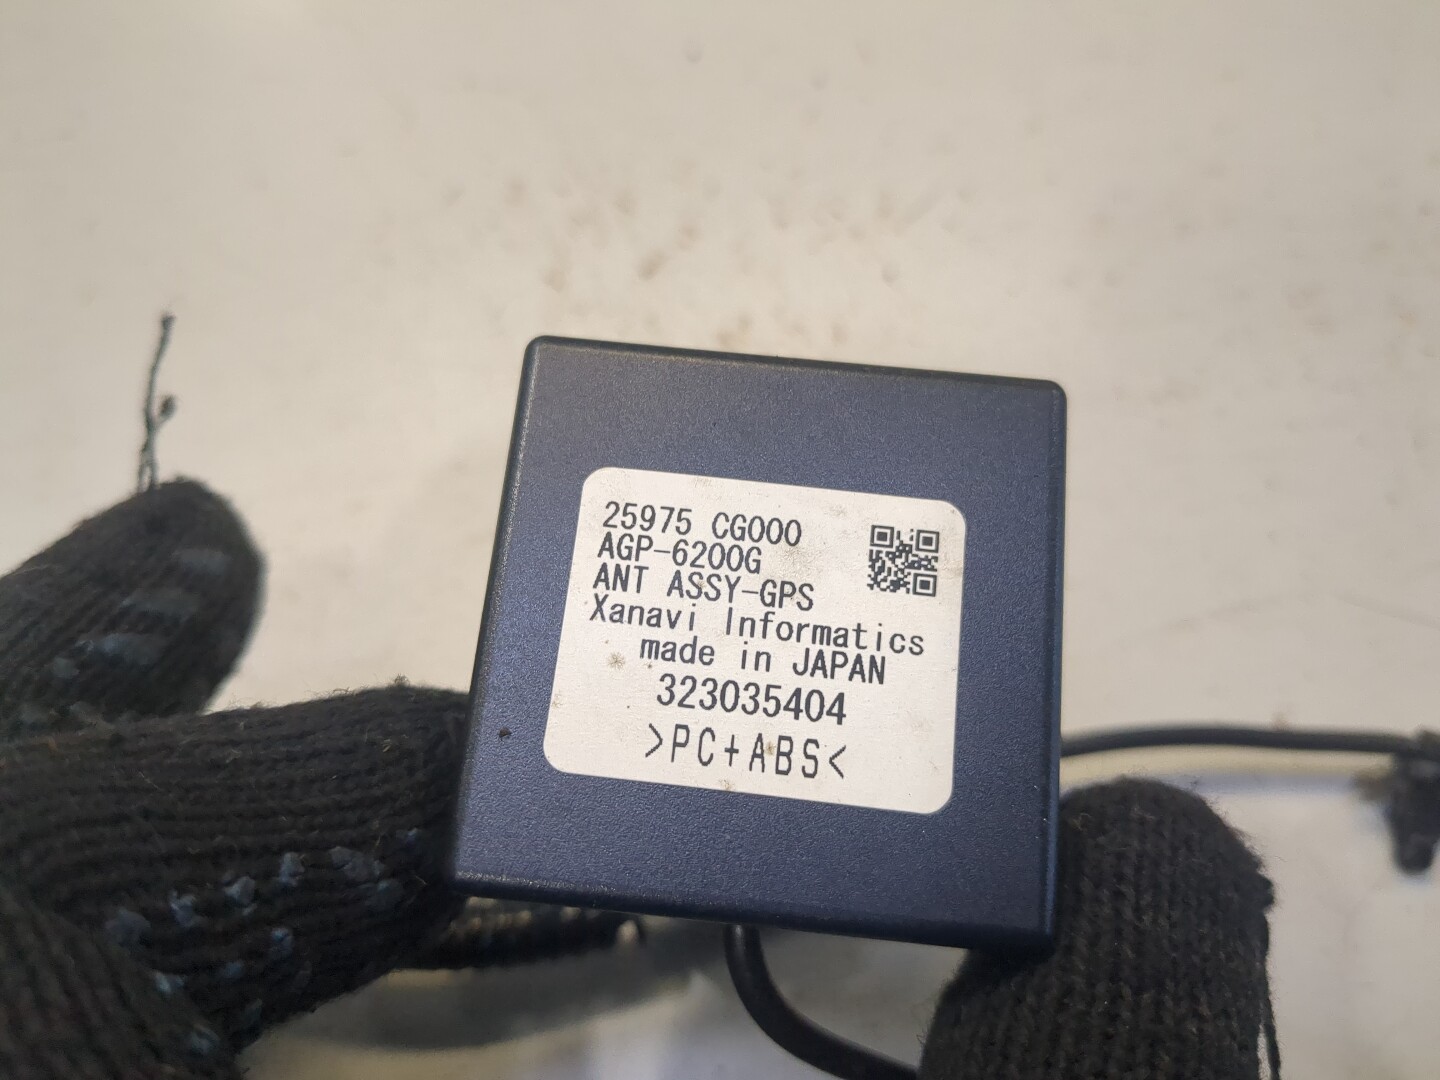 25975 CG000
AGP-6200G
ANT ASSY-GPS
Xanavi Informatics
made in JAPAN
323035404
>PC+ABS<